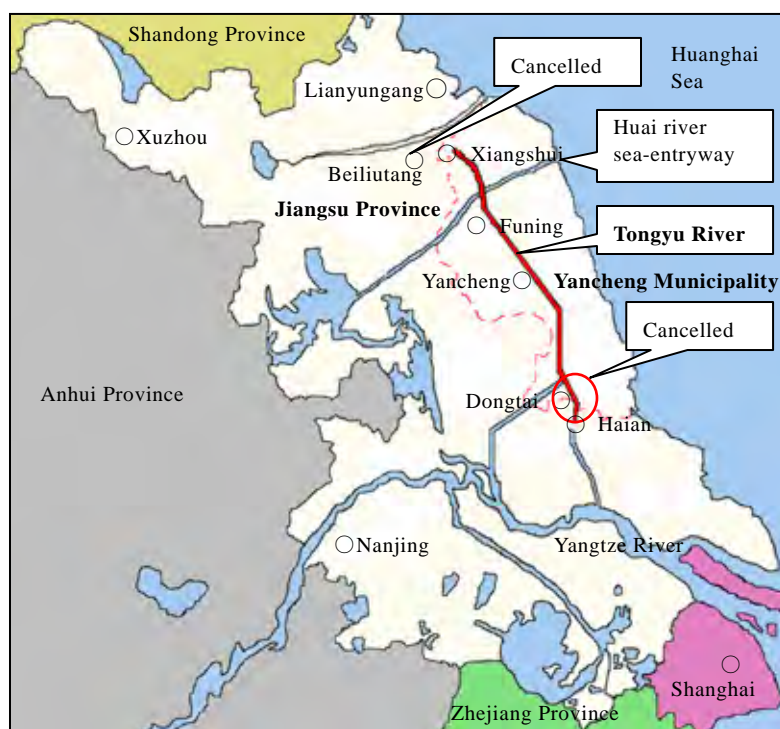 Shandong Province
Huanghai
Sea
Cancelled
Lianyungang
Xuzhou
Huai river
sea-entryway
Xiangshui
Beiliutang
Jiangsu Province
Funing
Tongyu River
Yancheng
Yancheng Municipality
Cancelled
Anhui Province
Dongtai
Haian
Nanjing
Yangtze River
Shanghai
Zhejiang Province